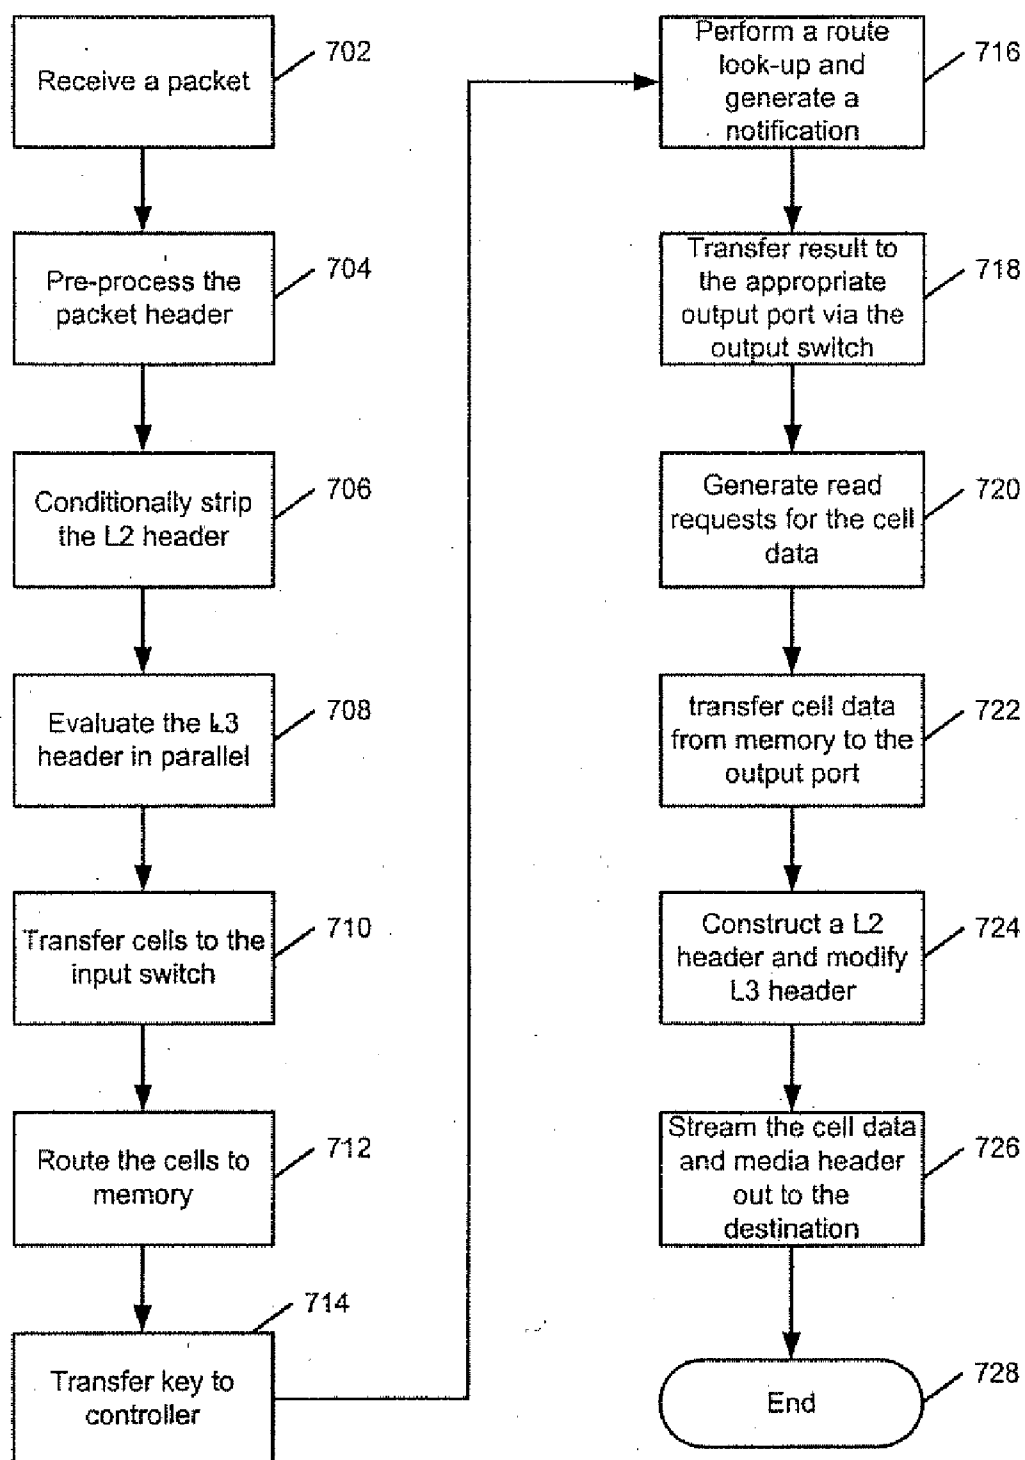 Receive a packet
702
Pre-process the
packet header
704
Conditionally strip
the L2 header
706
Evaluate the L3
header in parallel
708
Transfer cells to the
input switch
710
Route the cells to
memory
712
Transfer key to
controller
714
Perform a route
look-up and
generate a
notification
716
Transfer result to
the appropriate
output port via the
output switch
718
Generate read
requests for the cell
data
720
transfer cell data
from memory to the
output port
722
Construct a L2
header and modify
L3 header
724
Stream the cell data
and media header
out to the
destination
726
End
728